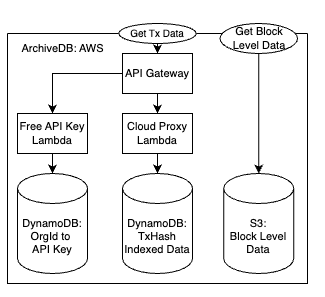 Get Tx Data
Get Block
Level Data
ArchiveDB: AWS
API Gateway
Free API Key
Lambda
Cloud Proxy
Lambda
DynamoDB:
OrgId to
API Key
DynamoDB:
TxHash
Indexed Data
S3:
Block Level
Data